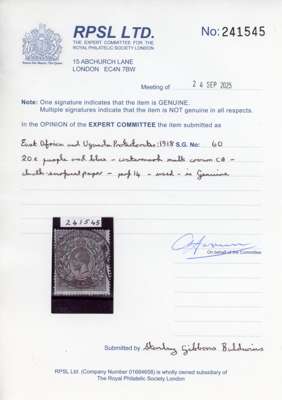 RPSL LTD.
THE EXPERT COMMITTEE FOR THE
ROYAL PHILATELIC SOCIETY LONDON
No: 241545
15 ABCHURCH LANE
LONDON EC4N 7BW
Meeting of 24 SEP 2025
Note: One signature indicates that the item is GENUINE.
Multiple signatures indicate that the item is NOT genuine in all respects.
In the OPINION of the EXPERT COMMITTEE the item submitted as
East Africa and Uganda Protectorates: 1918 S.G. No: 60
20r purple and blue - watermark mult crown CA -
chalk-surfaced paper - perf 14 - used - is Genuine
241545
On behalf of the Committee
Submitted by Stanley Gibbons Baldwins
RPSL Ltd. (Company Number 01664658) is wholly owned subsidiary of
The Royal Philatelic Society London